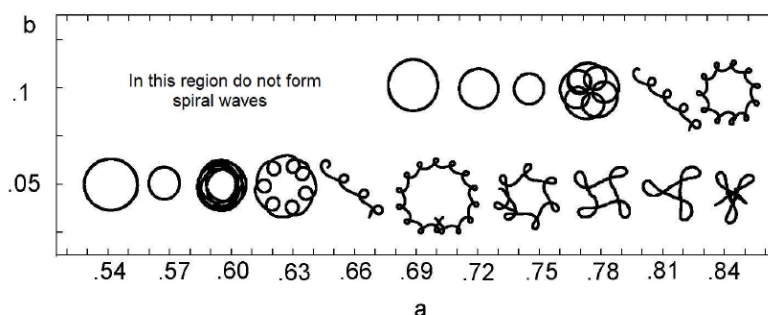 b
.1
In this region do not form
spiral waves
.05
.54 .57 .60 .63 .66 .69 .72 .75 .78 .81 .84
a